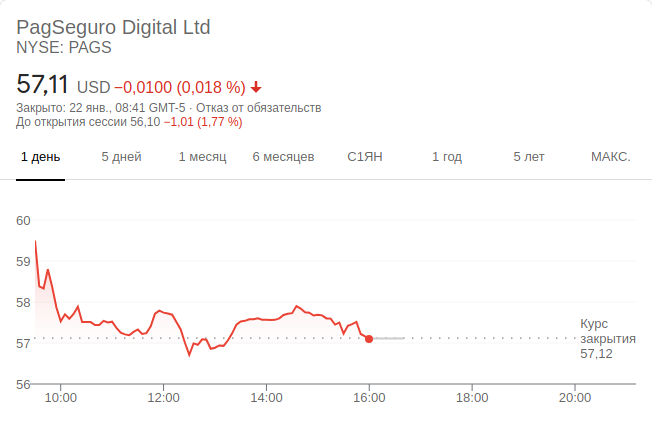 PagSeguro Digital Ltd
NYSE: PAGS
57,11 USD −0,0100 (0,018 %)
Закрыто: 22 янв., 08:41 GMT-5 · Отказ от обязательств
До открытия сессии 56,10 −1,01 (1,77 %)
1 день 5 дней 1 месяц 6 месяцев С1ЯН 1 год 5 лет МАКС.
60
59
58
Курс
57 закрытия
57,12
56
10:00 12:00 14:00 16:00 18:00 20:00